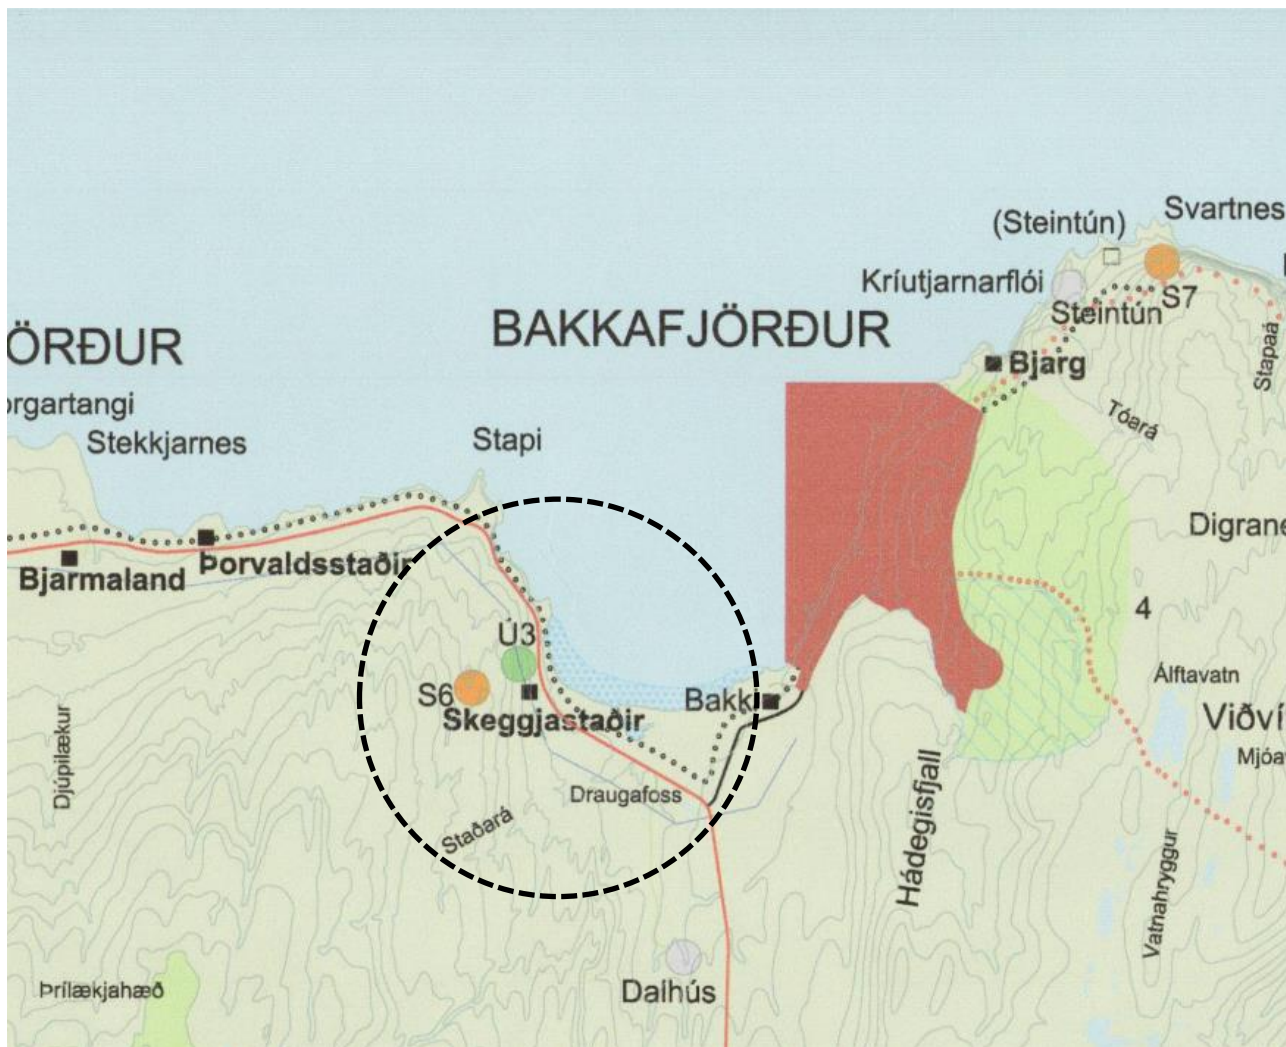 Svartnes
(Steintún)
Kríutjarnarflói
S7
Steintún
BAKKAFJÖRÐUR
ÖRÐUR
Bjarg
Stapaá
orgartangi
Tóará
Stekkjarnes
Stapi
Digrane
Þorvaldsstaðir
Bjarmaland
4
Ú3
Álftavatn
S6
Bakki
Skeggjastaðir
Viðví
Mjóa
Djúpilækur
Draugafoss
Staðará
Hádegisfjall
Vatnahryggur
Þrílækjahæð
Dalhús